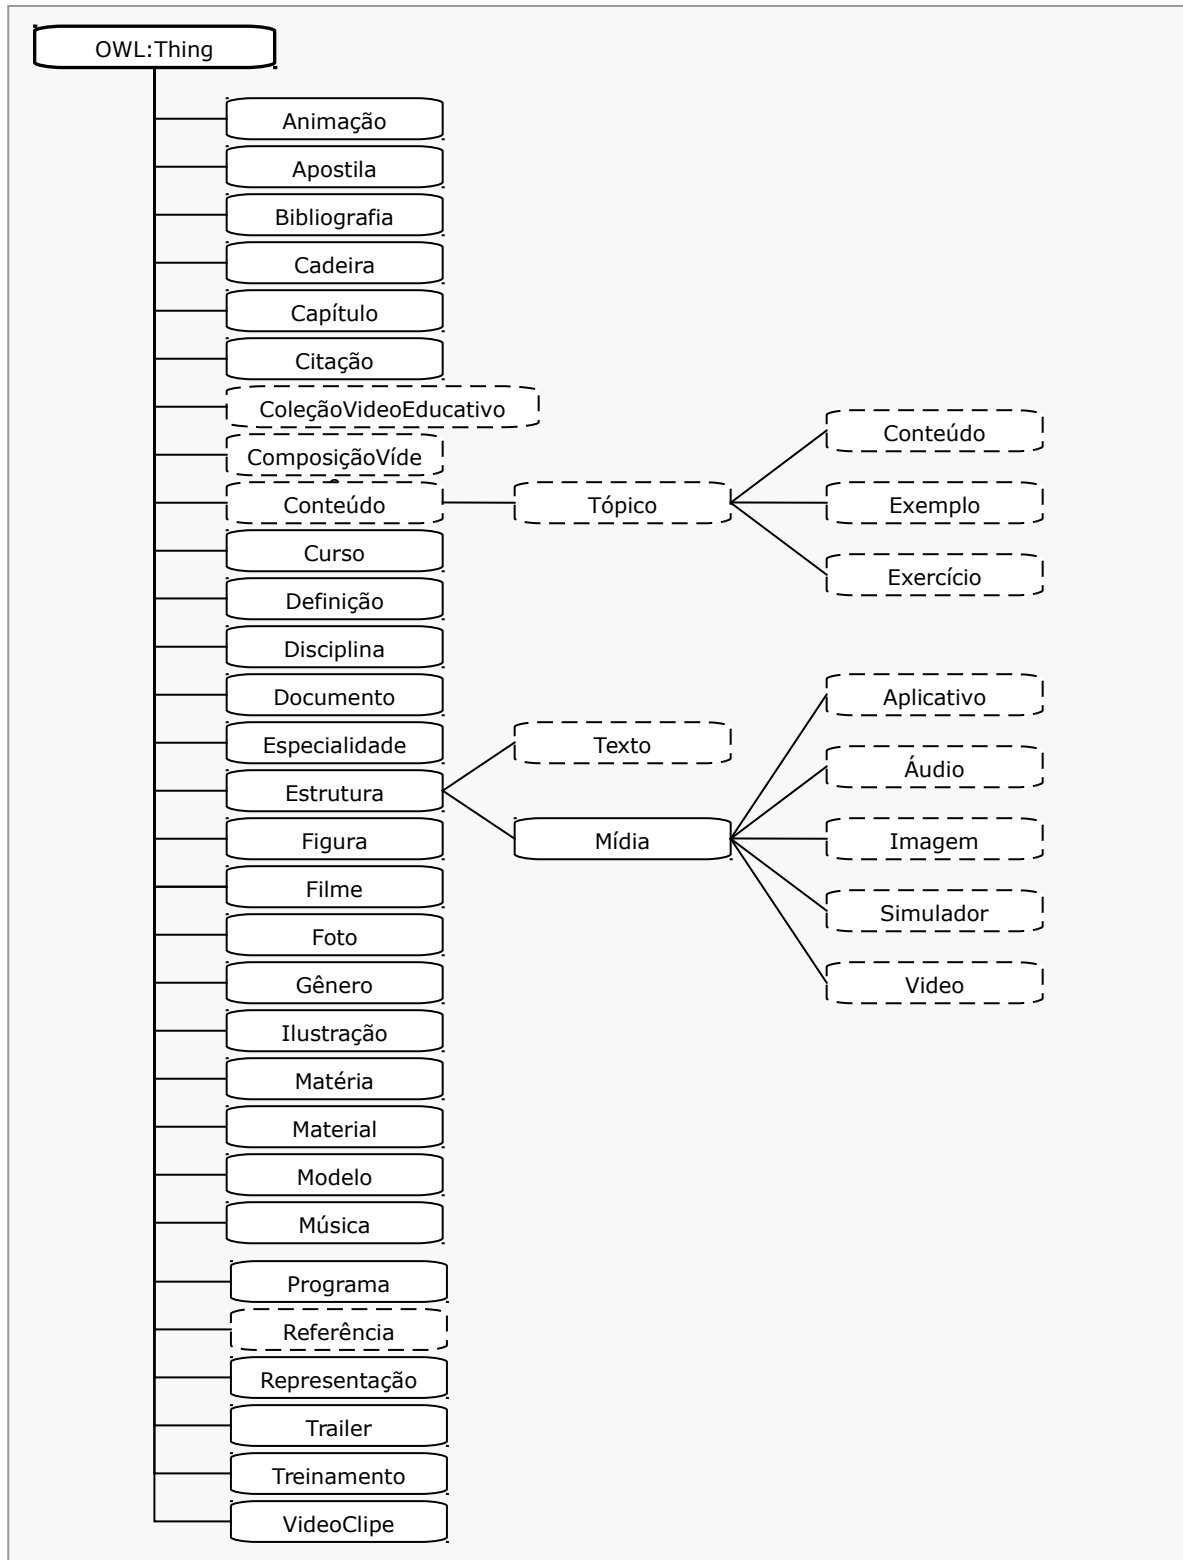 OWL:Thing
Animação
Apostila
Bibliografia
Cadeira
Capítulo
Citação
ColeçãoVideoEducativo
ComposiçãoVíde
Conteúdo
Tópico
Conteúdo
Exemplo
Exercício
Curso
Definição
Disciplina
Documento
Especialidade
Estrutura
Texto
Mídia
Aplicativo
Áudio
Imagem
Simulador
Video
Figura
Filme
Foto
Gênero
Ilustração
Matéria
Material
Modelo
Música
Programa
Referência
Representação
Trailer
Treinamento
VideoClipe